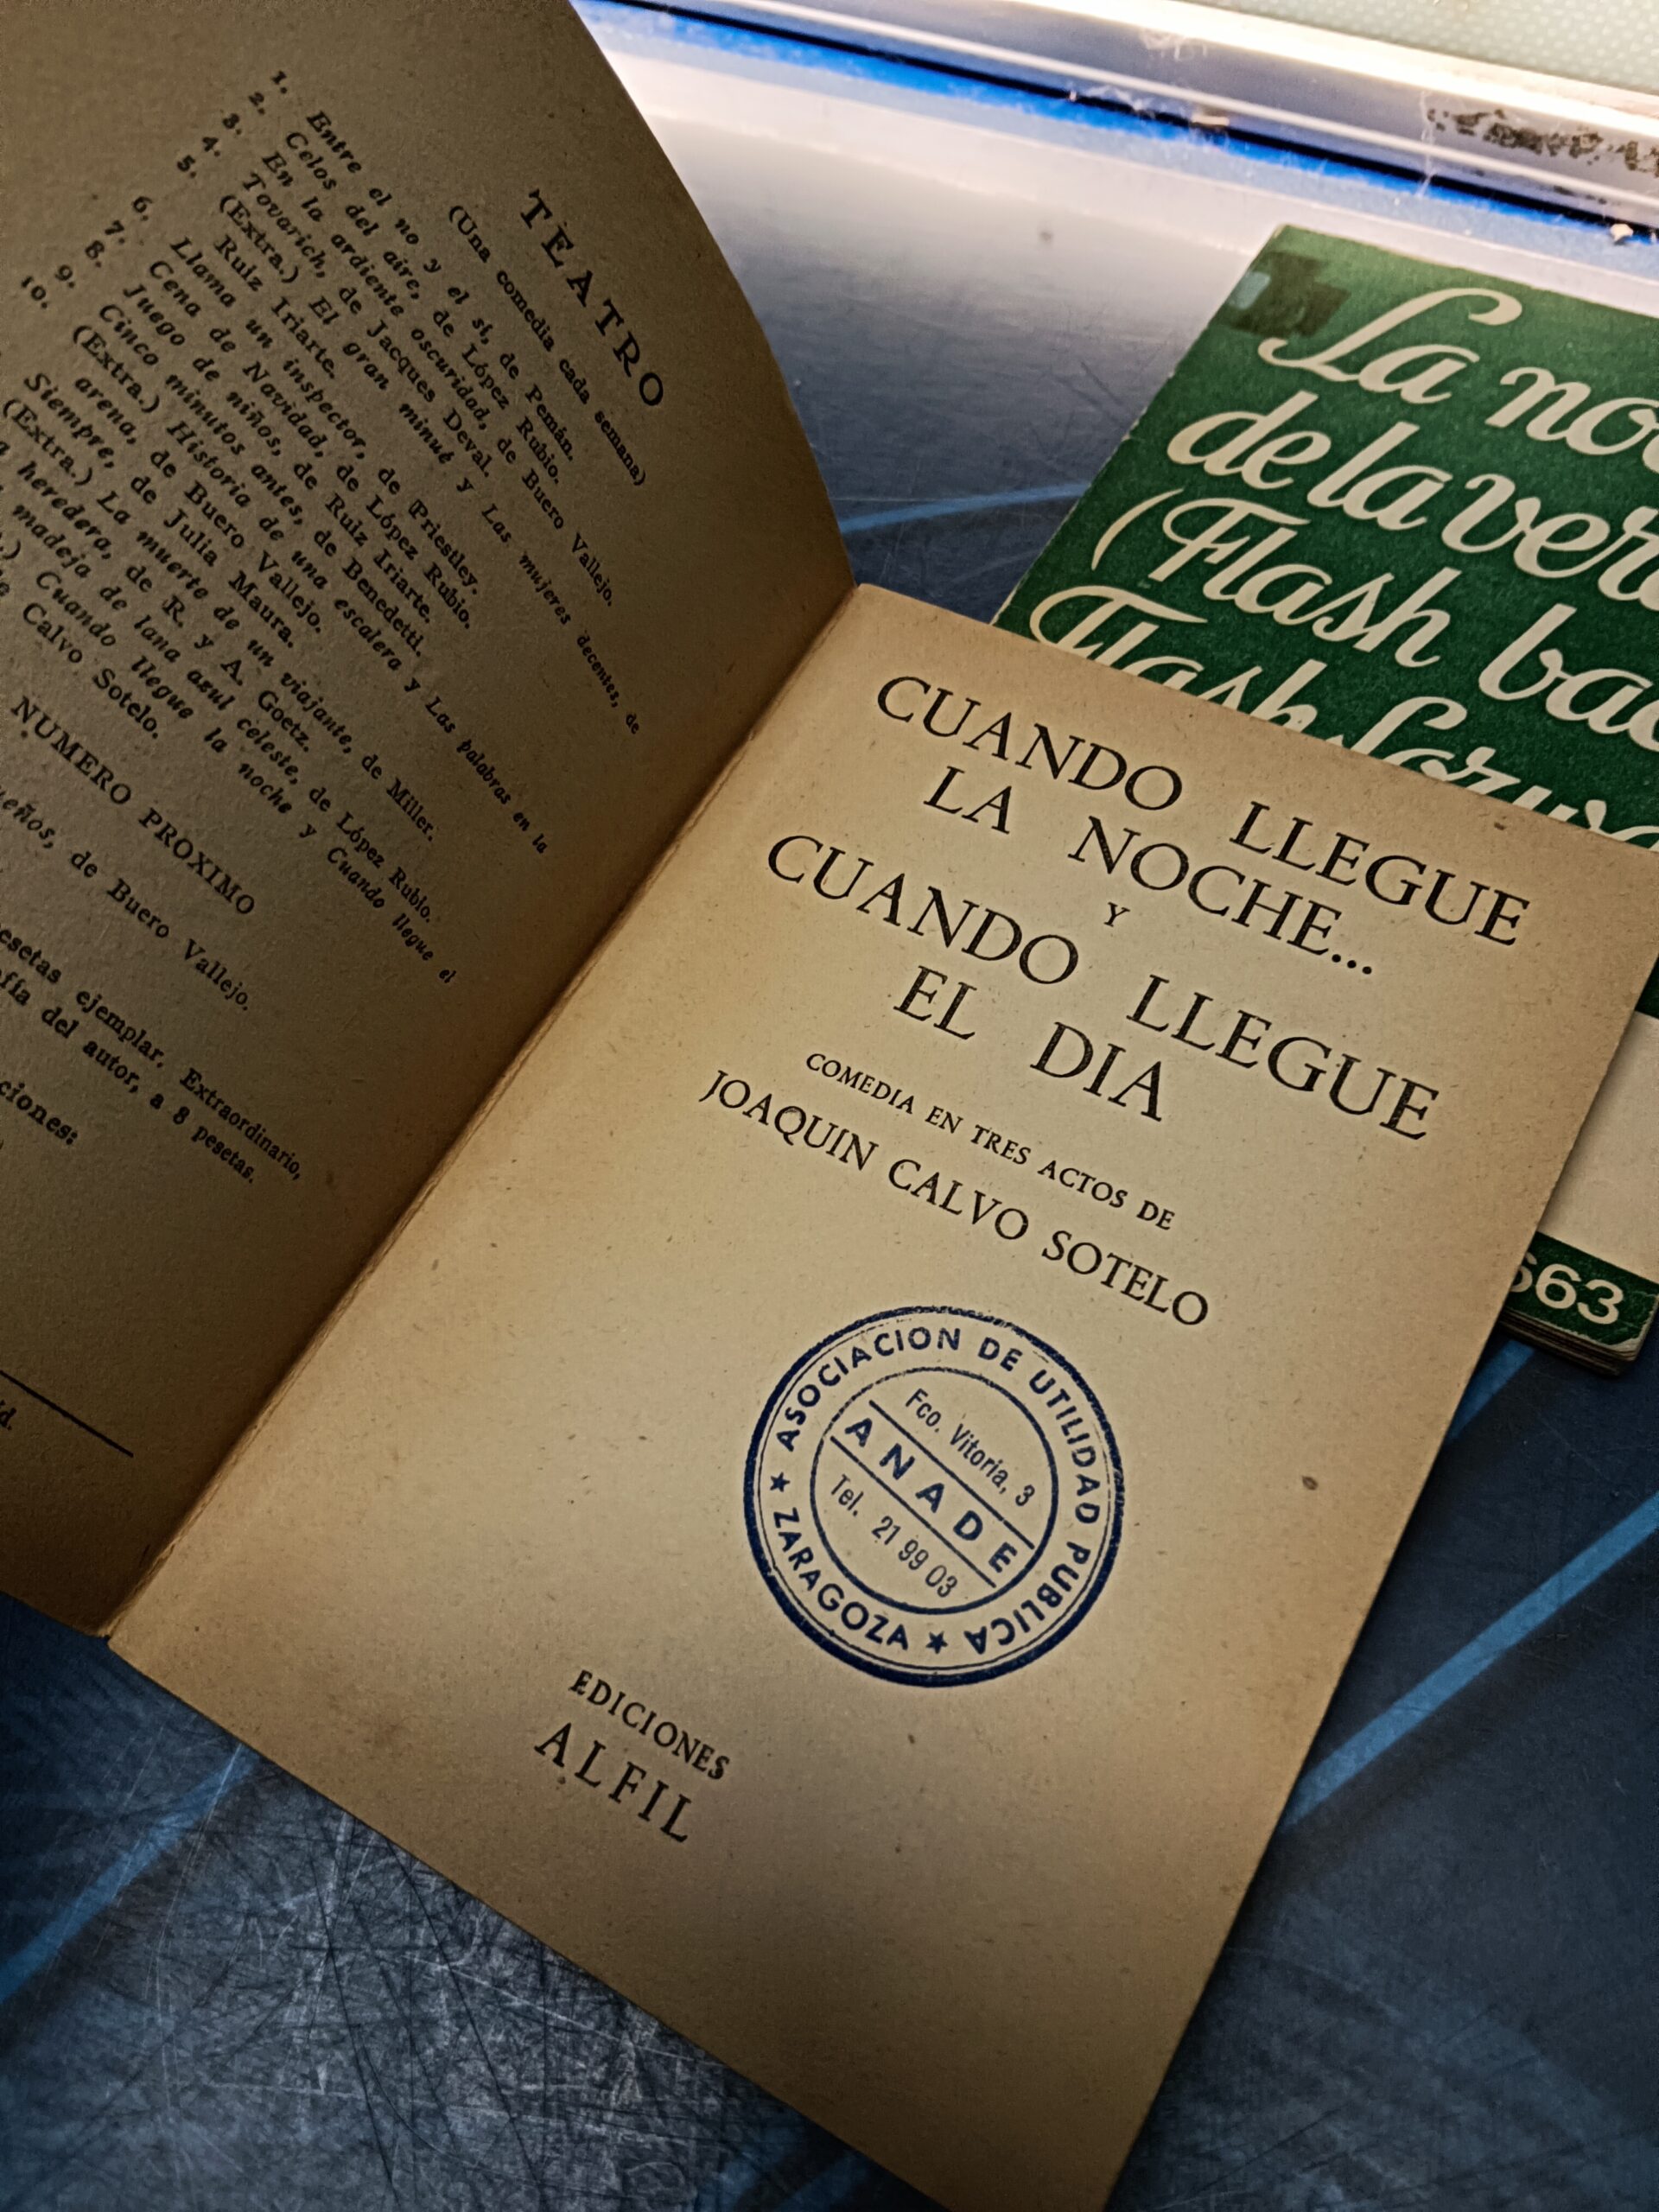 TEATRO
(Una comedia cada semana)
1. Entre el no y el sí, de Pemán.
2. Celos del aire, de López Rubio.
3. En la ardiente oscuridad, de Buero Vallejo.
4. Tovarich, de Jacques Deval.
5. (Extra.) El gran minué y Las mujeres decentes, de
Ruiz Iriarte.
6. Llama un inspector, de Priestley.
7. Cena de Navidad, de López Rubio.
8. Juego de niños, de Ruiz Iriarte.
9. Cinco minutos antes, de Benedetti.
10. (Extra.) Historia de una escalera y Las palabras en la
arena, de Buero Vallejo.
Siempre, de Julia Maura.
(Extra.) La muerte de un viajante, de Miller.
heredera, de R. y A. Goetz.
madeja de lana azul celeste, de López Rubio.
Cuando llegue la noche y Cuando llegue el
Calvo Sotelo.
NUMERO PROXIMO
de Buero Vallejo.
ejemplar. Extraordinario,
del autor, a 8 pesetas.
CUANDO LLEGUE
LA NOCHE...
Y
CUANDO LLEGUE
EL DIA
COMEDIA EN TRES ACTOS DE
JOAQUIN CALVO SOTELO
ASOCIACION DE UTILIDAD PUBLICA
★ ZARAGOZA ★
Fco. Vitoria, 3
ANADE
Tel. 21 99 03
EDICIONES
ALFIL
La no
de la ver
(Flash bac
Flash
663